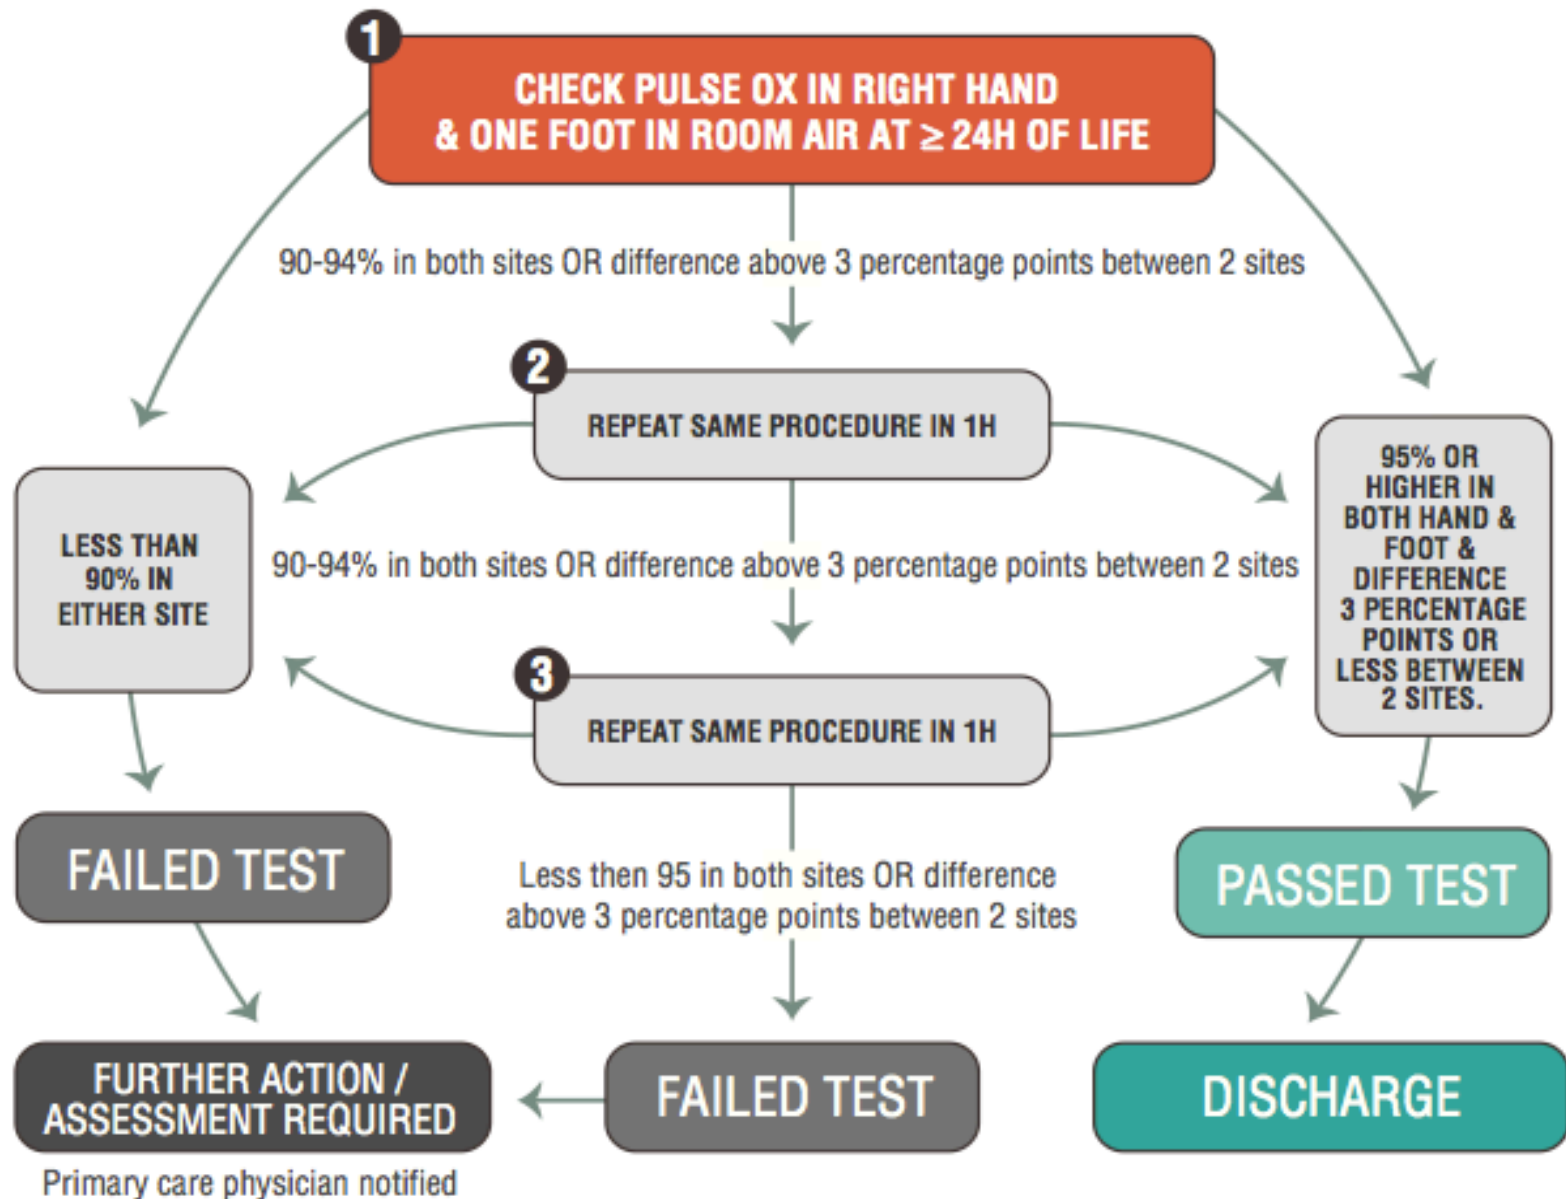 1
CHECK PULSE OX IN RIGHT HAND
& ONE FOOT IN ROOM AIR AT ≥ 24H OF LIFE
90-94% in both sites OR difference above 3 percentage points between 2 sites
2
REPEAT SAME PROCEDURE IN 1H
95% OR
HIGHER IN
BOTH HAND &
FOOT &
DIFFERENCE
3 PERCENTAGE
POINTS OR
LESS BETWEEN
2 SITES.
LESS THAN
90% IN
EITHER SITE
90-94% in both sites OR difference above 3 percentage points between 2 sites
3
REPEAT SAME PROCEDURE IN 1H
FAILED TEST
Less then 95 in both sites OR difference
above 3 percentage points between 2 sites
PASSED TEST
FURTHER ACTION /
ASSESSMENT REQUIRED
FAILED TEST
DISCHARGE
Primary care physician notified